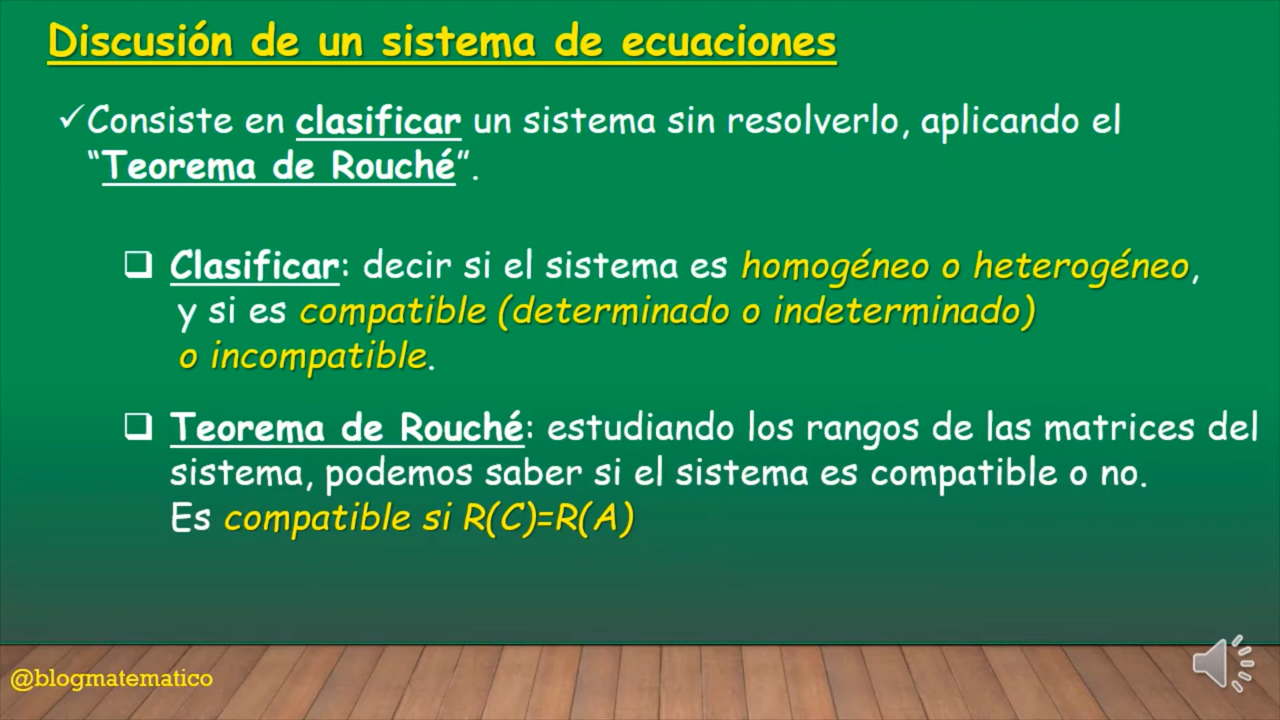 Discusión de un sistema de ecuaciones
✓Consiste en clasificar un sistema sin resolverlo, aplicando el
“Teorema de Rouché”.
❑ Clasificar: decir si el sistema es homogéneo o heterogéneo,
y si es compatible (determinado o indeterminado)
o incompatible.
❑ Teorema de Rouché: estudiando los rangos de las matrices del
sistema, podemos saber si el sistema es compatible o no.
Es compatible si R(C)=R(A)
@blogmatematico